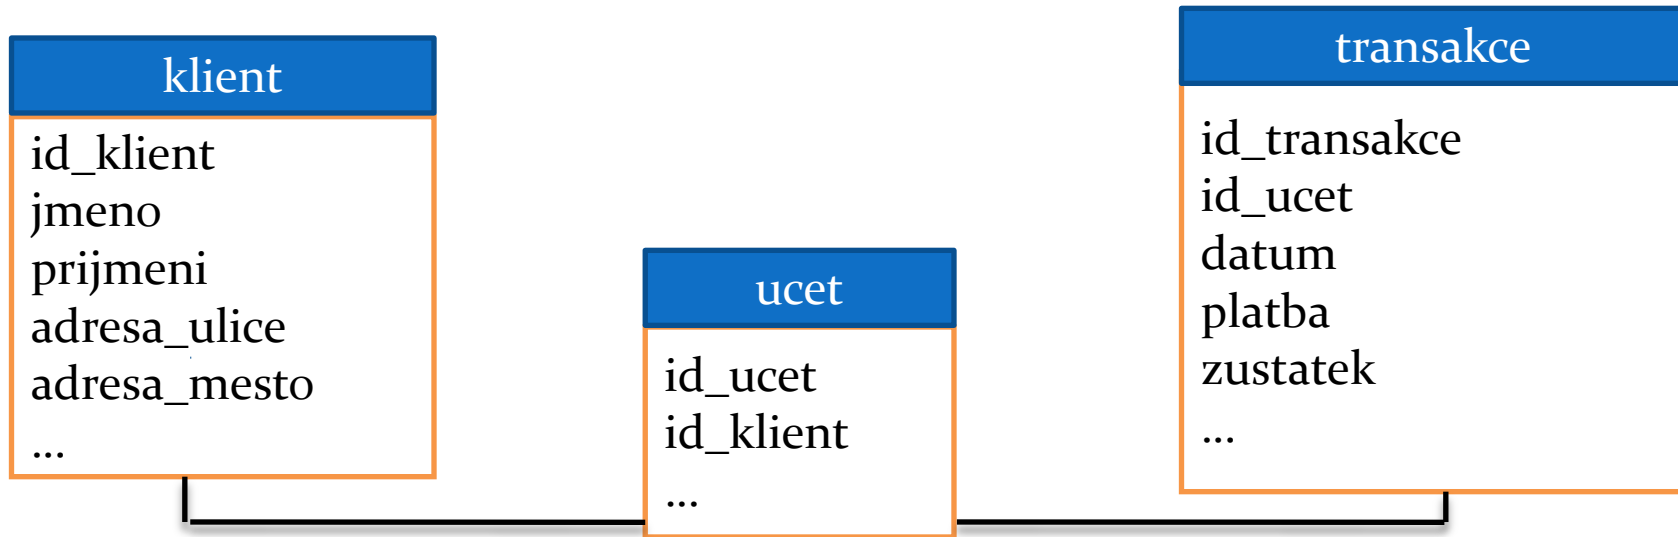 klient
id_klient
jmeno
prijmeni
adresa_ulice
adresa_mesto
...
ucet
id_ucet
id_klient
...
transakce
id_transakce
id_ucet
datum
platba
zustatek
...